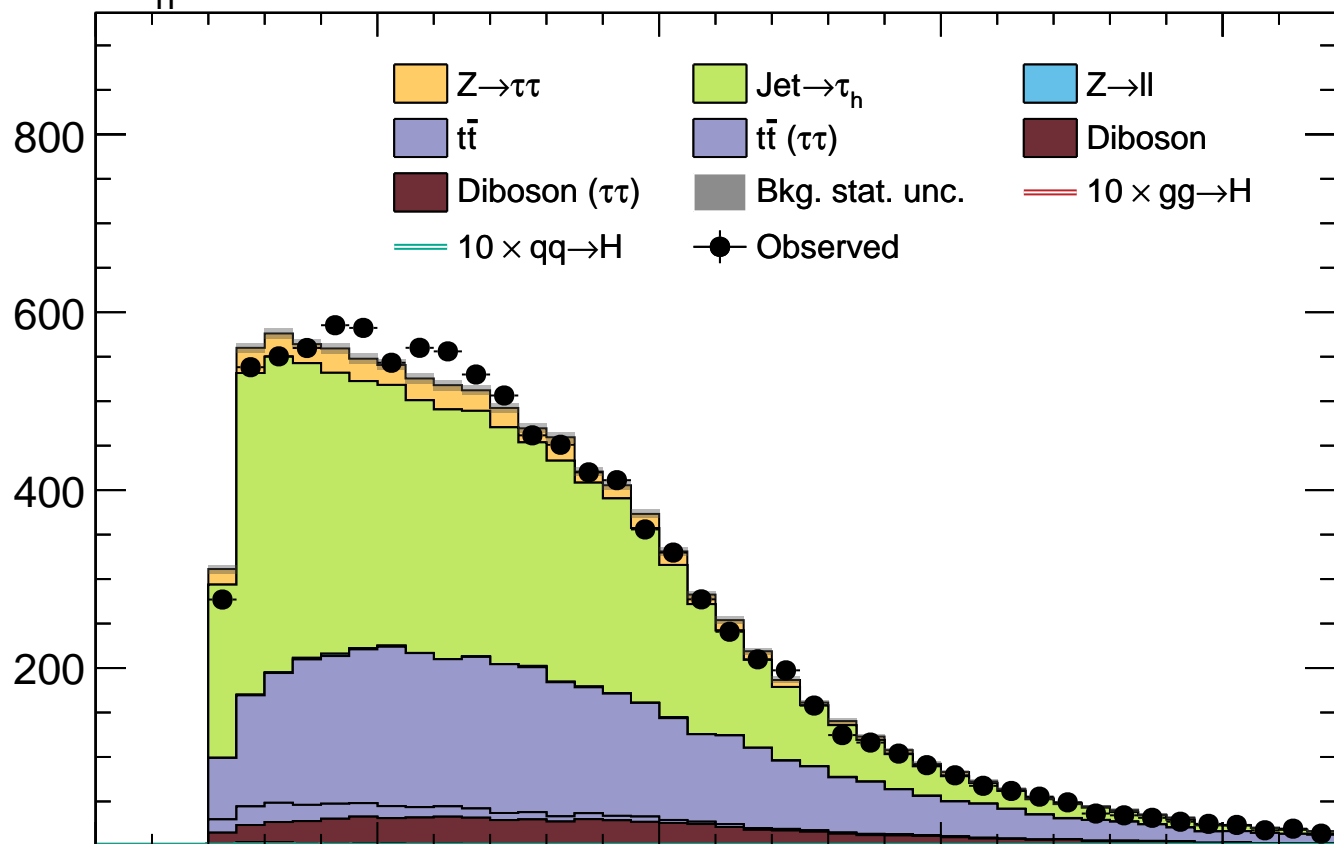 Z→ττ Jet→τh Z→ll
tt̄ tt̄ (ττ) Diboson
Diboson (ττ) Bkg. stat. unc. 10 × gg→H
10 × qq→H Observed
800
600
400
200